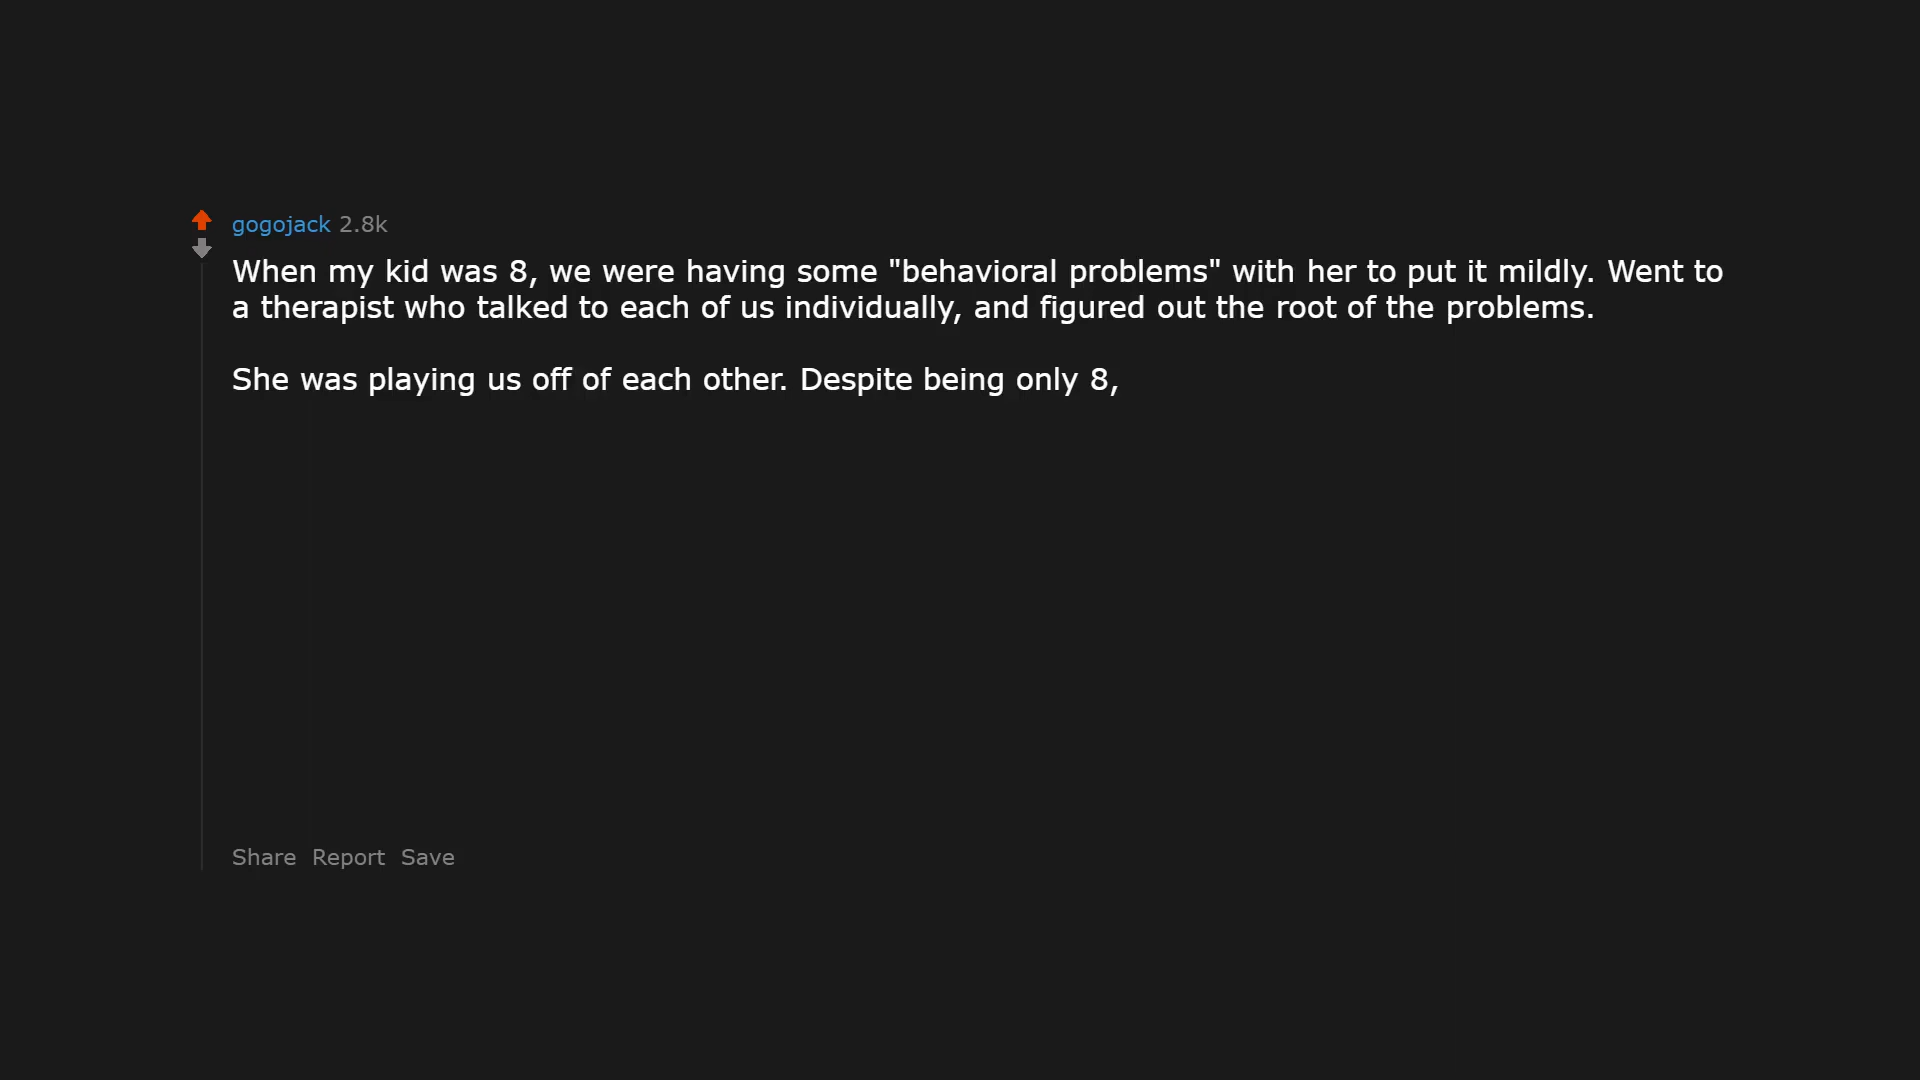 gogojack 2.8k
When my kid was 8, we were having some "behavioral problems" with her to put it mildly. Went to
a therapist who talked to each of us individually, and figured out the root of the problems.
She was playing us off of each other. Despite being only 8,
Share Report Save